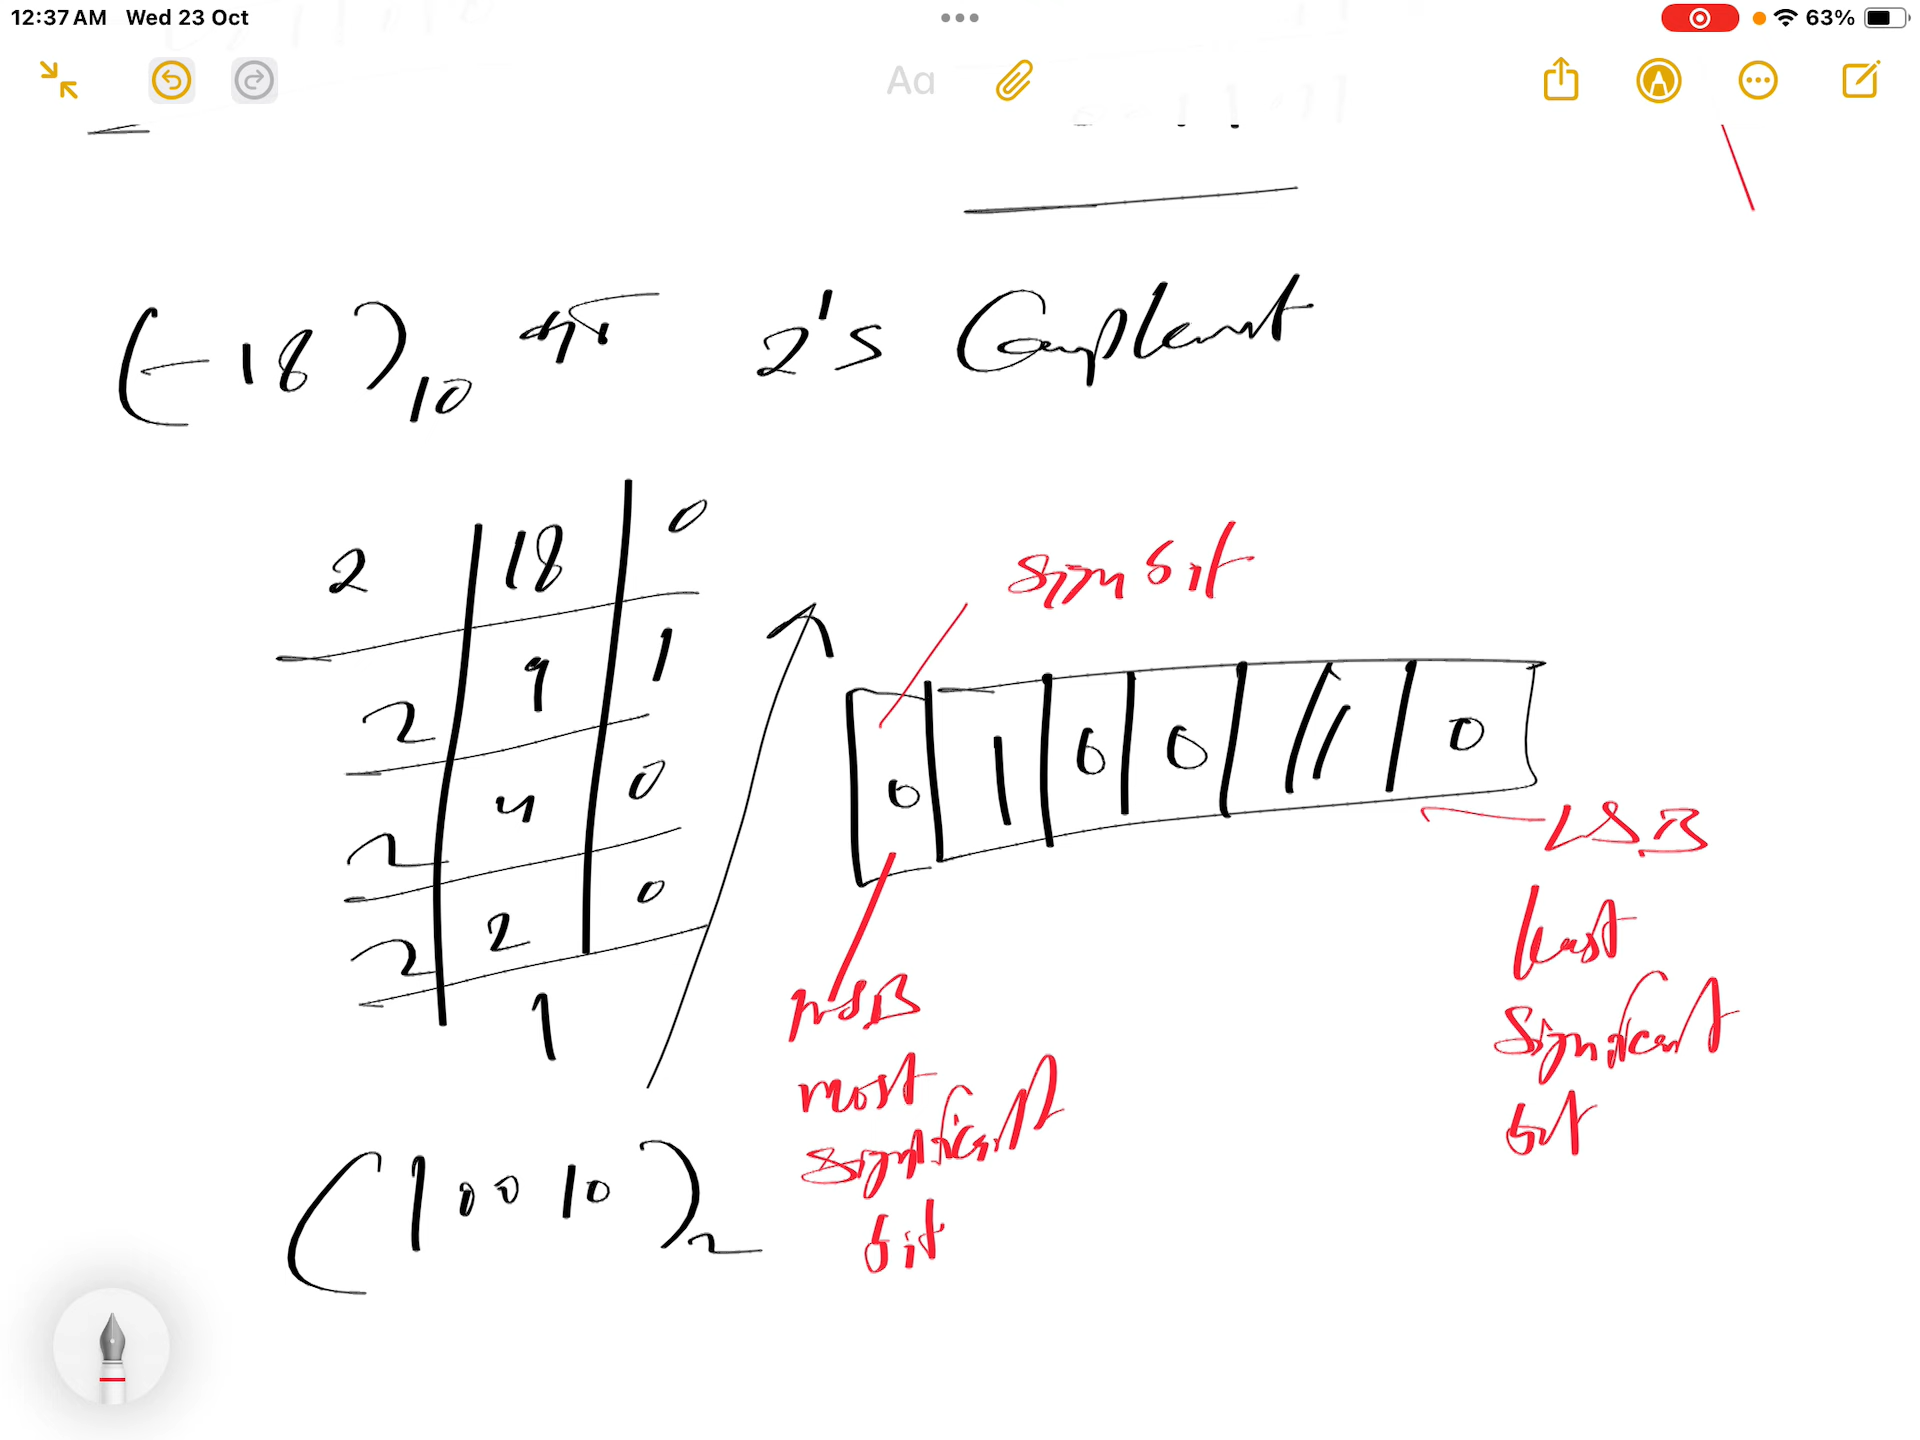 12:37 AM Wed 23 Oct
63%
Aa
(-18)10 এর 2's Complement
2 18 0
2 9 1
2 4 0
2 2 0
1
sign bit
0 1 0 0 1 0
LSB
least
significant
bit
MSB
most
significant
bit
(10010)2